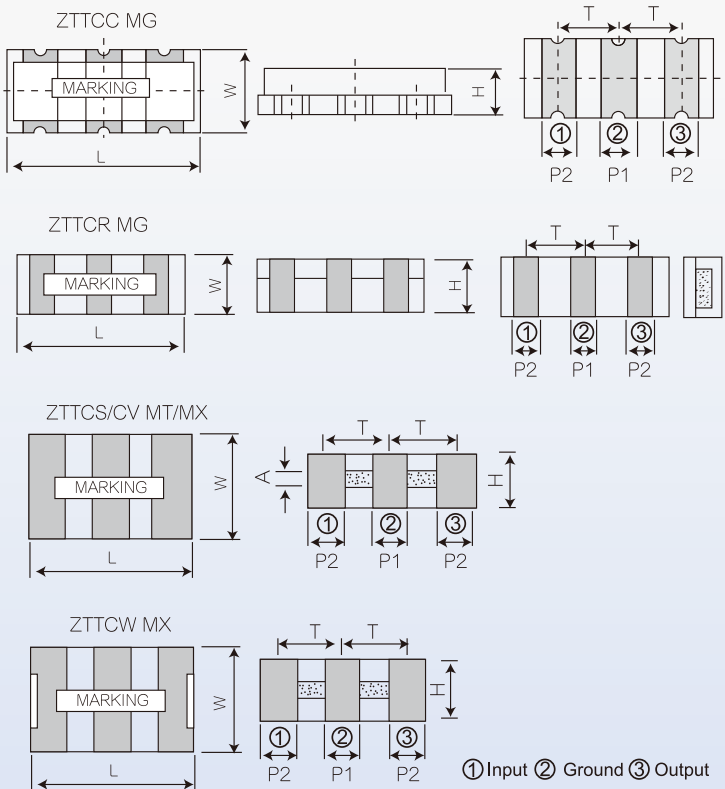 ZTTCC MG
MARKING
W
L
H
T T
① ② ③
P2 P1 P2
ZTTCR MG
MARKING
W
L
H
T T
① ② ③
P2 P1 P2
ZTTCS/CV MT/MX
MARKING
W
L
A
T T
H
① ② ③
P2 P1 P2
ZTTCW MX
MARKING
W
L
T T
H
① ② ③
P2 P1 P2
①Input ② Ground ③ Output